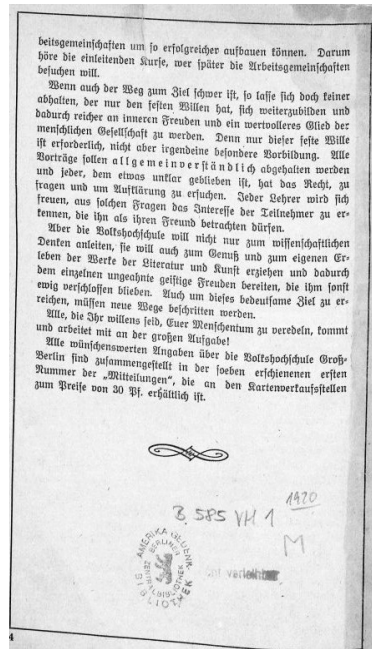 beitsgemeinschaften um so erfolgreicher aufbauen können. Darum
höre die einleitenden Kurse, wer später die Arbeitsgemeinschaften
besuchen will.
Wenn auch der Weg zum Ziel schwer ist, so lasse sich doch keiner
abhalten, der nur den festen Willen hat, sich weiterzubilden und
dadurch reicher an inneren Freuden und ein wertvolleres Glied der
menschlichen Gesellschaft zu werden. Denn nur dieser feste Wille
ist erforderlich, nicht aber irgendeine besondere Vorbildung. Alle
Vorträge sollen allgemeinverständlich abgehalten werden
und jeder, dem etwas unklar geblieben ist, hat das Recht, zu
fragen und um Aufklärung zu ersuchen. Jeder Lehrer wird sich
freuen, aus solchen Fragen das Interesse der Teilnehmer zu er-
kennen, die ihn als ihren Freund betrachten dürfen.
Aber die Volkshochschule will nicht nur zum wissenschaftlichen
Denken anleiten, sie will auch zum Genuß und zum eigenen Er-
leben der Werke der Literatur und Kunst erziehen und dadurch
dem einzelnen ungeahnte geistige Freuden bereiten, die ihm sonst
ewig verschlossen blieben. Auch um dieses bedeutsame Ziel zu er-
reichen, müssen neue Wege beschritten werden.
Alle, die Ihr willens seid, Euer Menschentum zu veredeln, kommt
und arbeitet mit an der großen Aufgabe!
Alle wünschenswerten Angaben über die Volkshochschule Groß-
Berlin sind zusammengestellt in der soeben erschienenen ersten
Nummer der „Mitteilungen“, die an den Kartenverkaufsstellen
zum Preise von 30 Pf. erhältlich ist.
1920
B 585 VH 1
M
AMERIKA GEDENK-
BIBLIOTHEK
BERLINER
ZENTRALBIBLIOTHEK
verleihbar
4